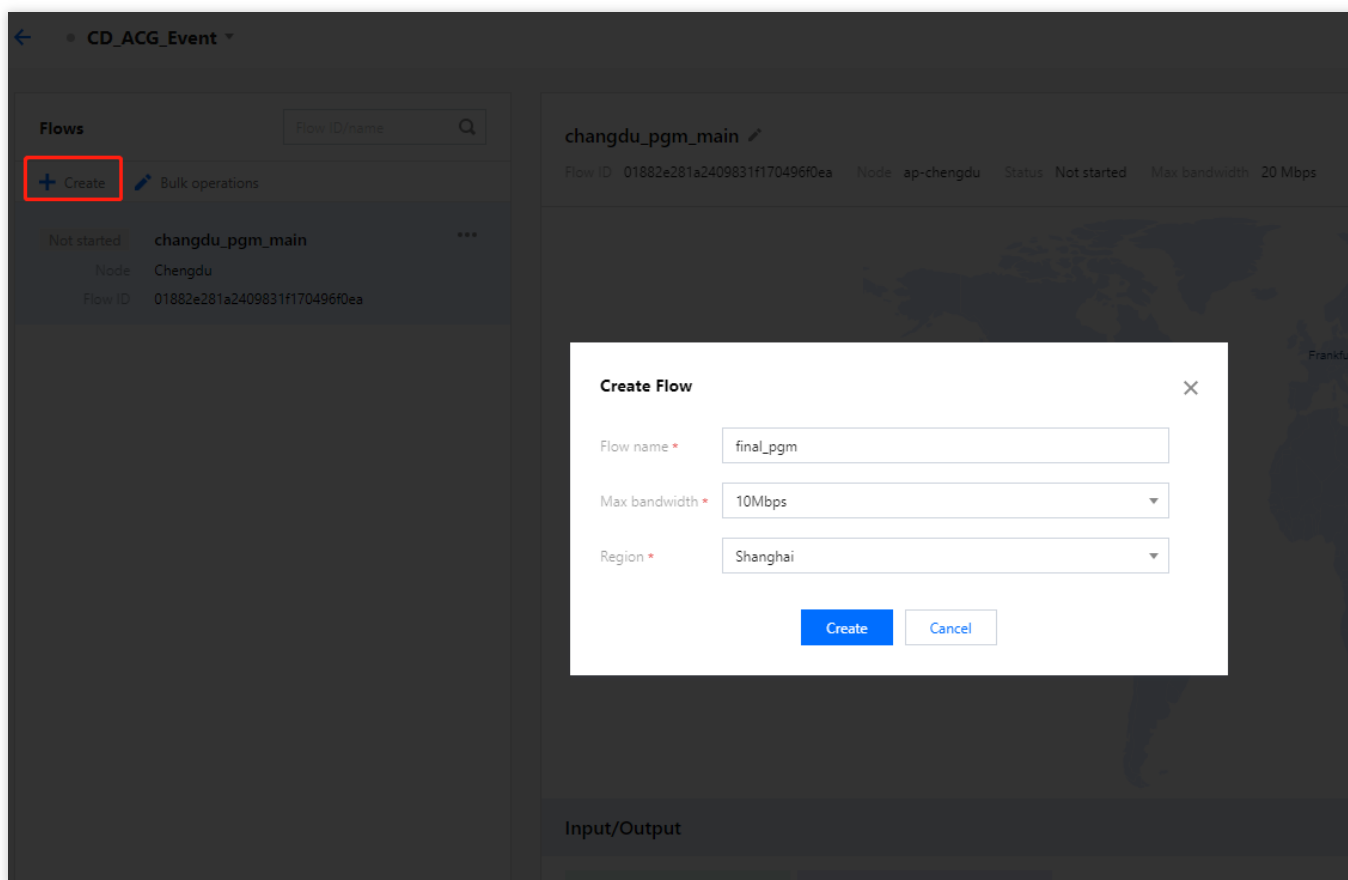 CD_ACG_Event
Flows
Flow ID/name
Create
Bulk operations
Not started changdu_pgm_main
Node Chengdu
Flow ID 01882e281a2409831f170496f0ea
changdu_pgm_main
Flow ID 01882e281a2409831f170496f0ea Node ap-chengdu Status Not started Max bandwidth 20 Mbps
Create Flow
Flow name * final_pgm
Max bandwidth * 10Mbps
Region * Shanghai
Create Cancel
Input/Output